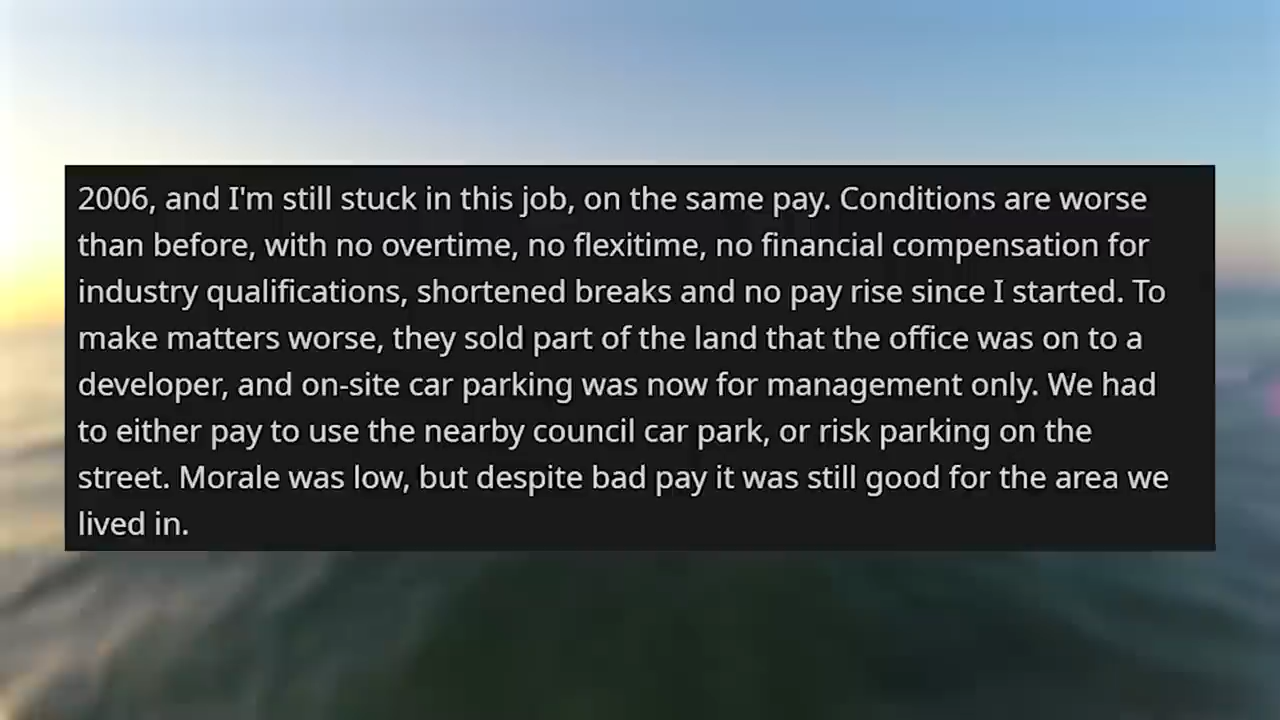 2006, and I'm still stuck in this job, on the same pay. Conditions are worse
than before, with no overtime, no flexitime, no financial compensation for
industry qualifications, shortened breaks and no pay rise since I started. To
make matters worse, they sold part of the land that the office was on to a
developer, and on-site car parking was now for management only. We had
to either pay to use the nearby council car park, or risk parking on the
street. Morale was low, but despite bad pay it was still good for the area we
lived in.